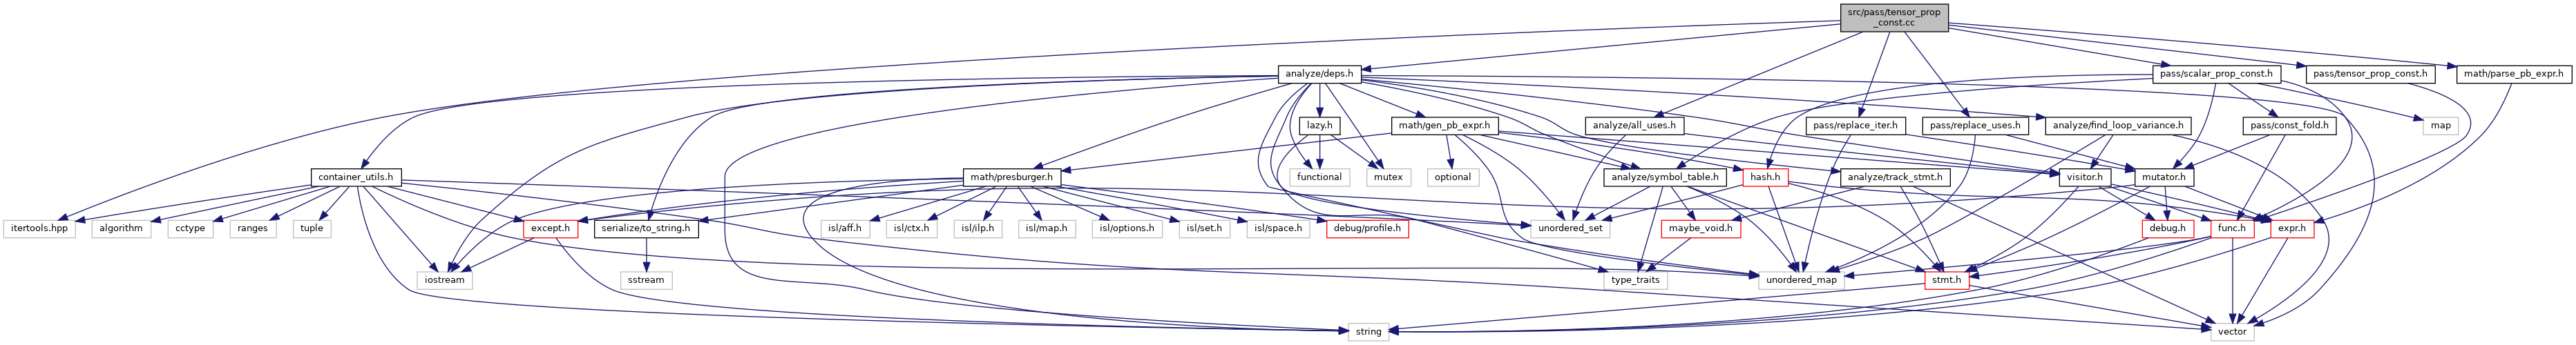 src/pass/tensor_prop
_const.cc
analyze/deps.h
pass/scalar_prop_const.h
pass/tensor_prop_const.h
math/parse_pb_expr.h
lazy.h
math/gen_pb_expr.h
analyze/all_uses.h
pass/replace_iter.h
pass/replace_uses.h
analyze/find_loop_variance.h
pass/const_fold.h
map
container_utils.h
math/presburger.h
functional
mutex
optional
analyze/symbol_table.h
hash.h
analyze/track_stmt.h
visitor.h
mutator.h
itertools.hpp
algorithm
cctype
ranges
tuple
except.h
serialize/to_string.h
isl/aff.h
isl/ctx.h
isl/ilp.h
isl/map.h
isl/options.h
isl/set.h
isl/space.h
debug/profile.h
unordered_set
maybe_void.h
debug.h
func.h
expr.h
iostream
sstream
type_traits
unordered_map
stmt.h
string
vector